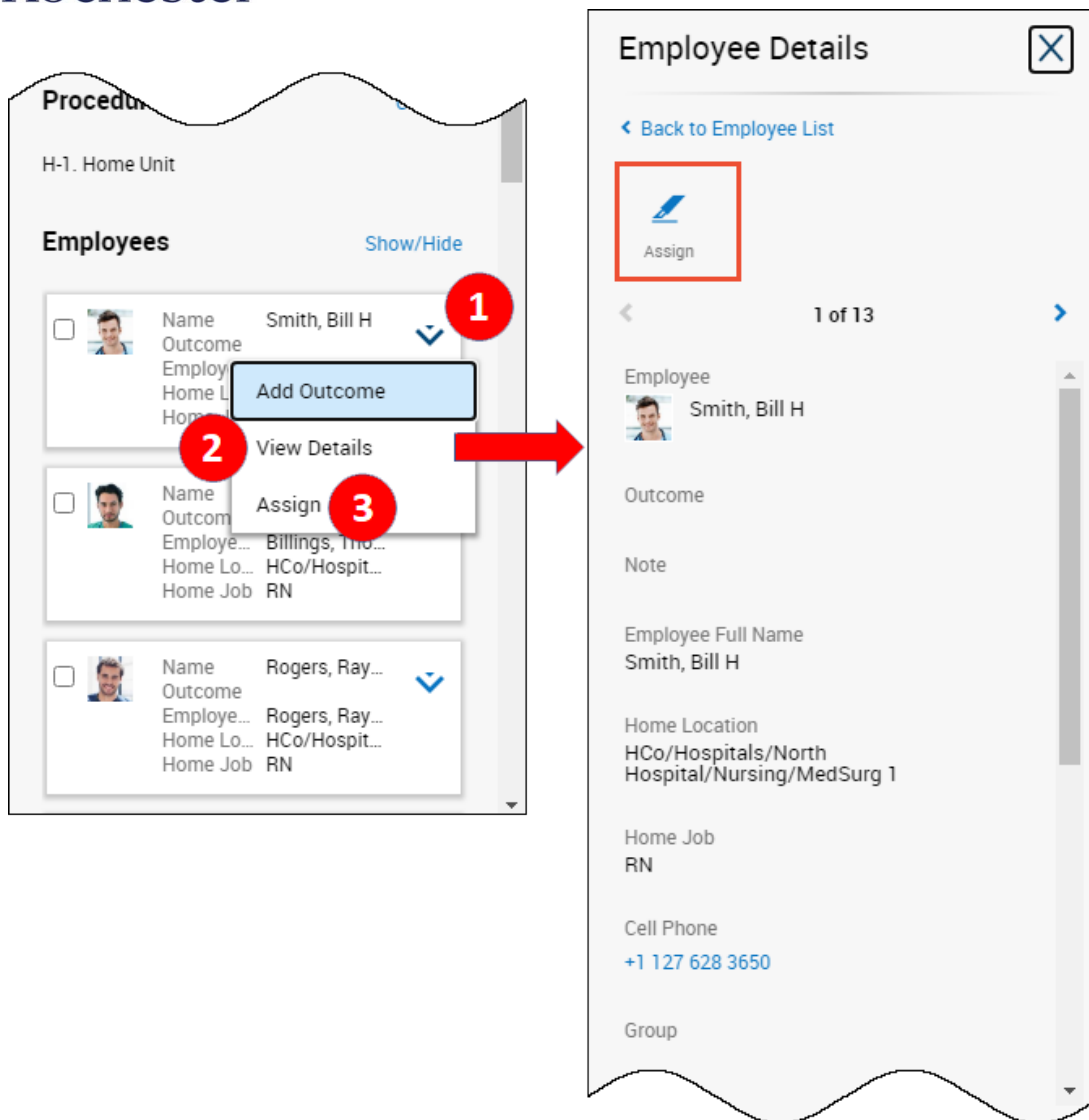 Rochester
Procedur
H-1. Home Unit
Employees Show/Hide
1
Name Smith, Bill H
Outcome
Employ
Home L
Hom
Add Outcome
2 View Details
Assign 3
Name
Outcom
Employe... Billings, Tho...
Home Lo... HCo/Hospit...
Home Job RN
Name Rogers, Ray...
Outcome
Employe... Rogers, Ray...
Home Lo... HCo/Hospit...
Home Job RN
Employee Details
Back to Employee List
Assign
1 of 13
Employee
Smith, Bill H
Outcome
Note
Employee Full Name
Smith, Bill H
Home Location
HCo/Hospitals/North
Hospital/Nursing/MedSurg 1
Home Job
RN
Cell Phone
+1 127 628 3650
Group